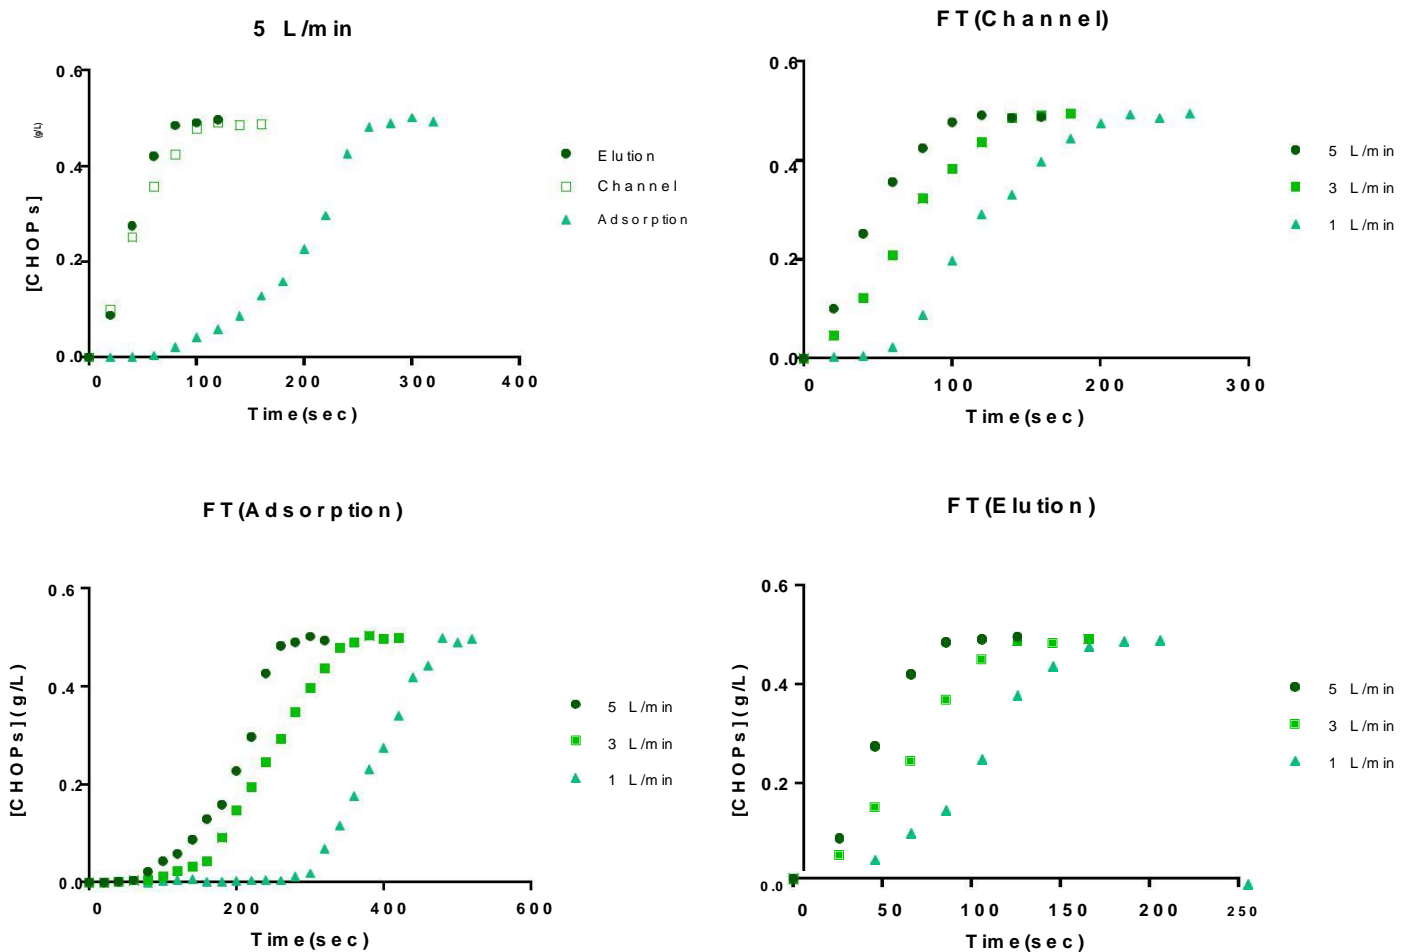 5 L/min
0.6
0.4
0.2
0.0
[CHOPs]
(g/L)
0 100 200 300 400
Time(sec)
Elution
Channel
Adsorption
FT(Channel)
0.6
0.4
0.2
0.0
0 100 200 300
Time(sec)
5 L/min
3 L/min
1 L/min
FT(Adsorption)
0.6
0.4
0.2
0.0
[CHOPs](g/L)
0 200 400 600
Time(sec)
5 L/min
3 L/min
1 L/min
FT(Elution)
0.6
0.4
0.2
0.0
[CHOPs](g/L)
0 50 100 150 200 250
Time(sec)
5 L/min
3 L/min
1 L/min